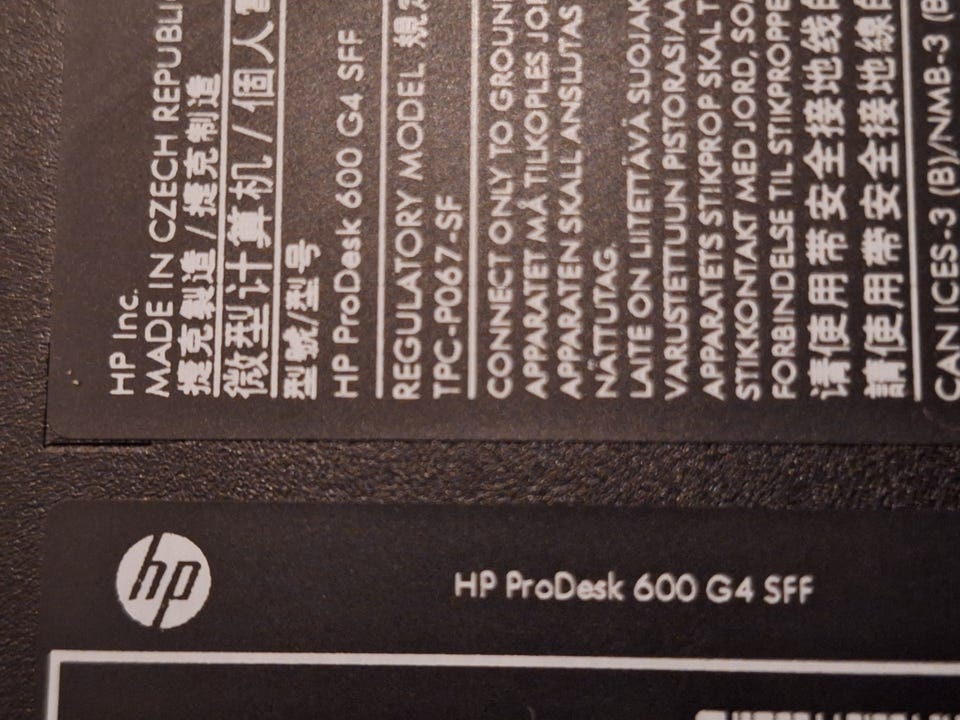 HP Inc.
MADE IN CZECH REPUBLIC
捷克製造 / 捷克制造
微型计算机 / 個人
型號/型号
HP ProDesk 600 G4 SFF
REGULATORY MODEL
TPC-P067-SF
CONNECT ONLY TO
APPARATET MÅ TILKOPLES
APPARATEN SKALL ANSLUTAS
NÄTTUTAG.
LAITE ON LIITETTÄVÄ
VARUSTETTUUN
APPARATETS STIKPROP
STIKKONTAKT MED JORD,
FORBINDELSE TIL
请使用带安全接地线
請使用帶安全接地線
CAN ICES-3 (B)/NMB-3
hp
HP ProDesk 600 G4 SFF